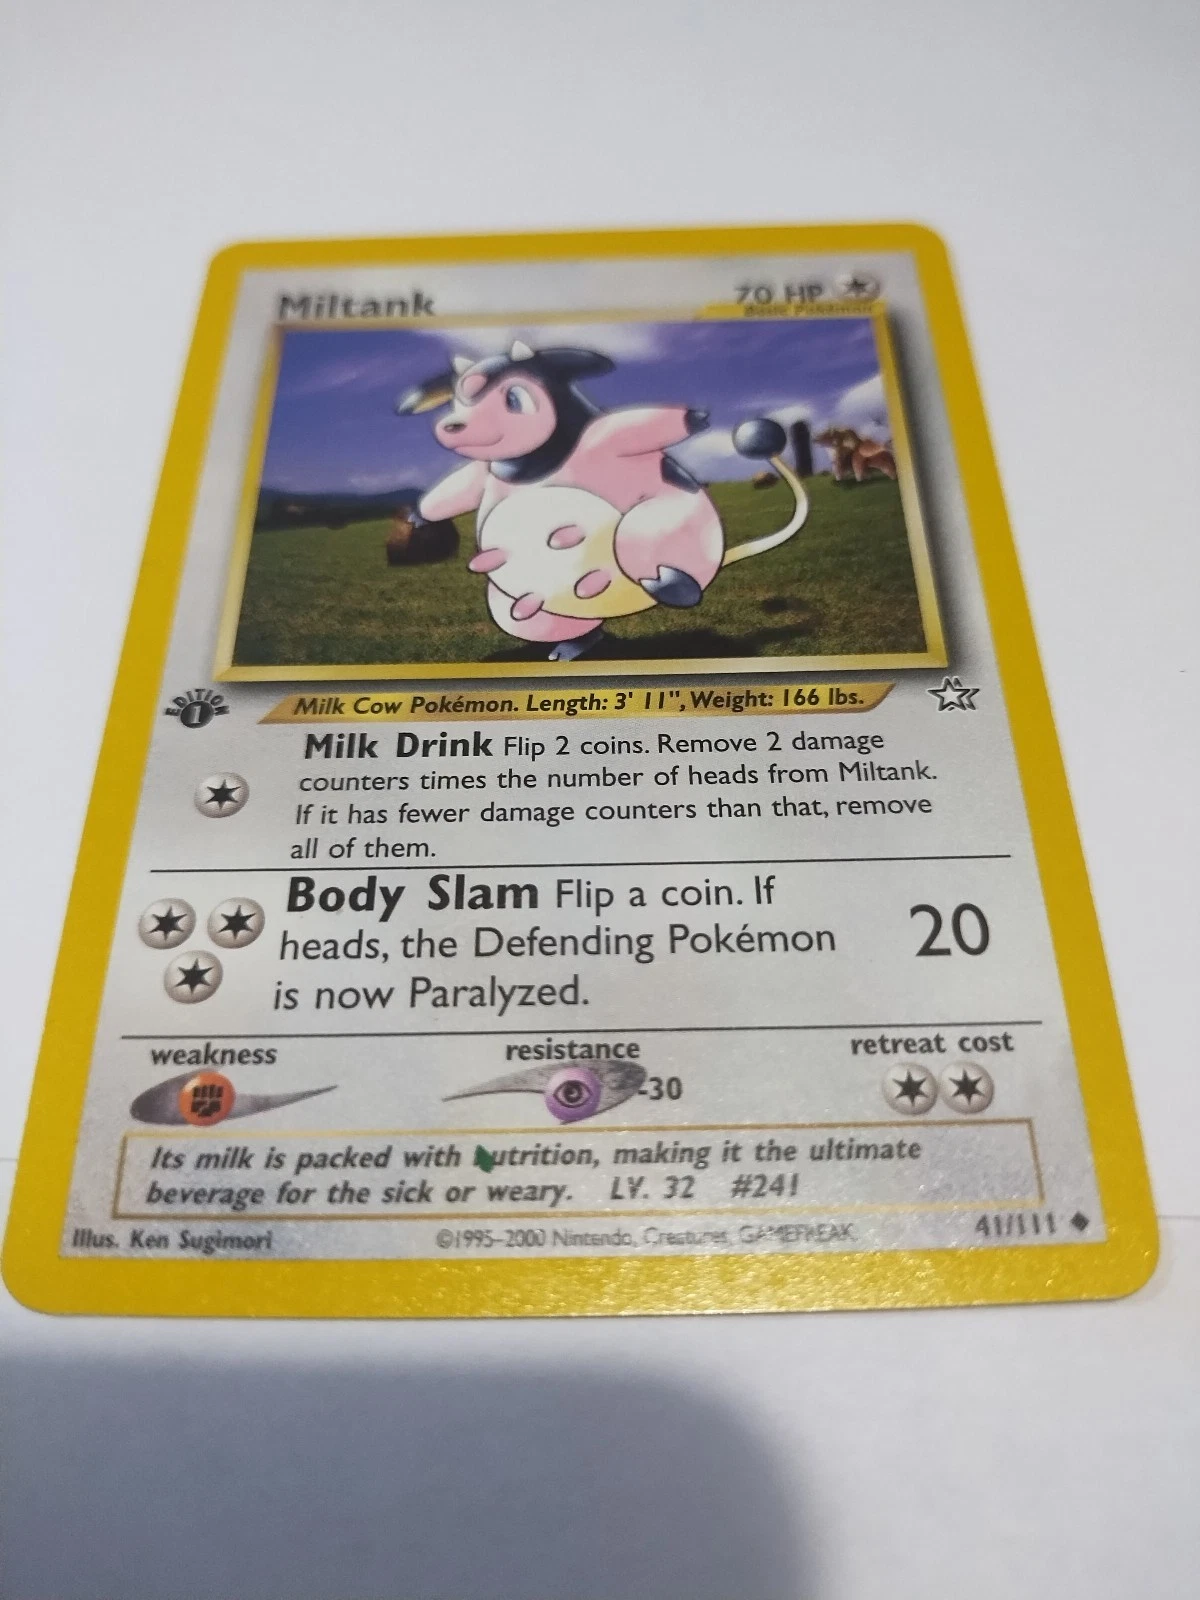 Miltank
70 HP
Basic Pokémon
EDITION
1
Milk Cow Pokémon. Length: 3' 11", Weight: 166 lbs.
Milk Drink Flip 2 coins. Remove 2 damage
counters times the number of heads from Miltank.
If it has fewer damage counters than that, remove
all of them.
Body Slam Flip a coin. If
heads, the Defending Pokémon
is now Paralyzed.
20
weakness
resistance
retreat cost
-30
Its milk is packed with nutrition, making it the ultimate
beverage for the sick or weary. LV. 32 #241
Illus. Ken Sugimori
©1995–2000 Nintendo, Creatures, GAMEFREAK.
41/111